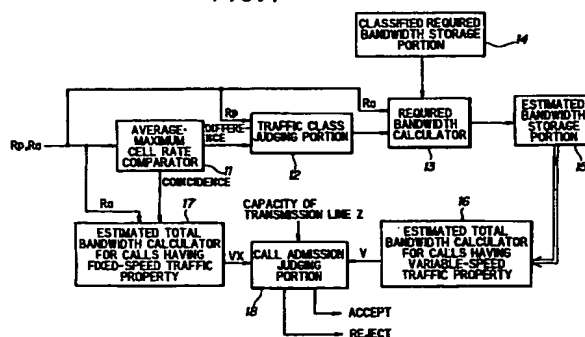 CLASSIFIED REQUIRED
BANDWIDTH STORAGE
PORTION
14
Rp
Ra
Rp,Ra
AVERAGE-
MAXIMUM
CELL RATE
COMPARATOR
11
DIFFERE-
NCE
TRAFFIC CLASS
JUDGING PORTION
12
REQUIRED
BANDWIDTH
CALCULATOR
13
ESTIMATED
BANDWIDTH
STORAGE
PORTION
15
COINCIDENCE
Ra
17
ESTIMATED TOTAL
BANDWIDTH CALCULATOR
FOR CALLS HAVING
FIXED-SPEED TRAFFIC
PROPERTY
VX
CAPACITY OF
TRANSMISSION LINE Z
CALL ADMISSION
JUDGING
PORTION
18
V
16
ESTIMATED TOTAL
BANDWIDTH CALCULATOR
FOR CALLS HAVING
VARIABLE-SPEED
TRAFFIC PROPERTY
ACCEPT
REJECT